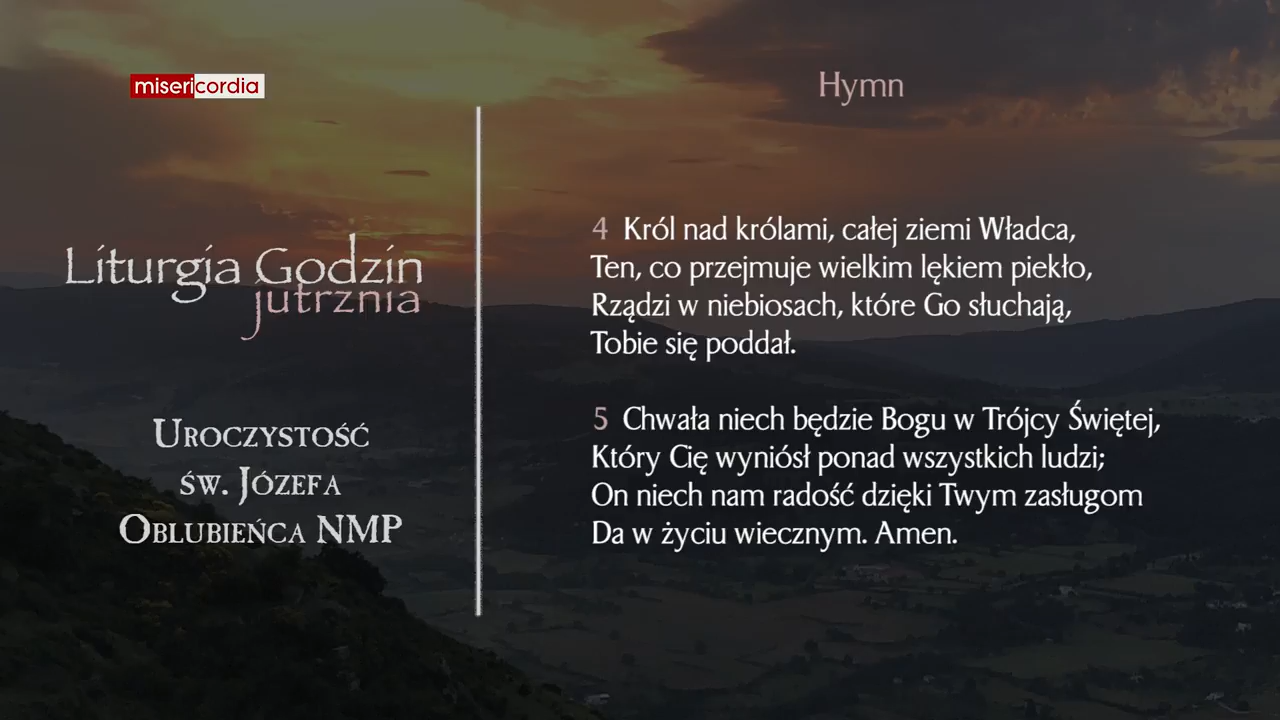 misericordia
Liturgia Godzin
jutrznia
Uroczystość
św. Józefa
Oblubieńca NMP
Hymn
4 Król nad królami, całej ziemi Władca,
Ten, co przejmuje wielkim lękiem piekło,
Rządzi w niebiosach, które Go słuchają,
Tobie się poddał.
5 Chwała niech będzie Bogu w Trójcy Świętej,
Który Cię wyniósł ponad wszystkich ludzi;
On niech nam radość dzięki Twym zasługom
Da w życiu wiecznym. Amen.